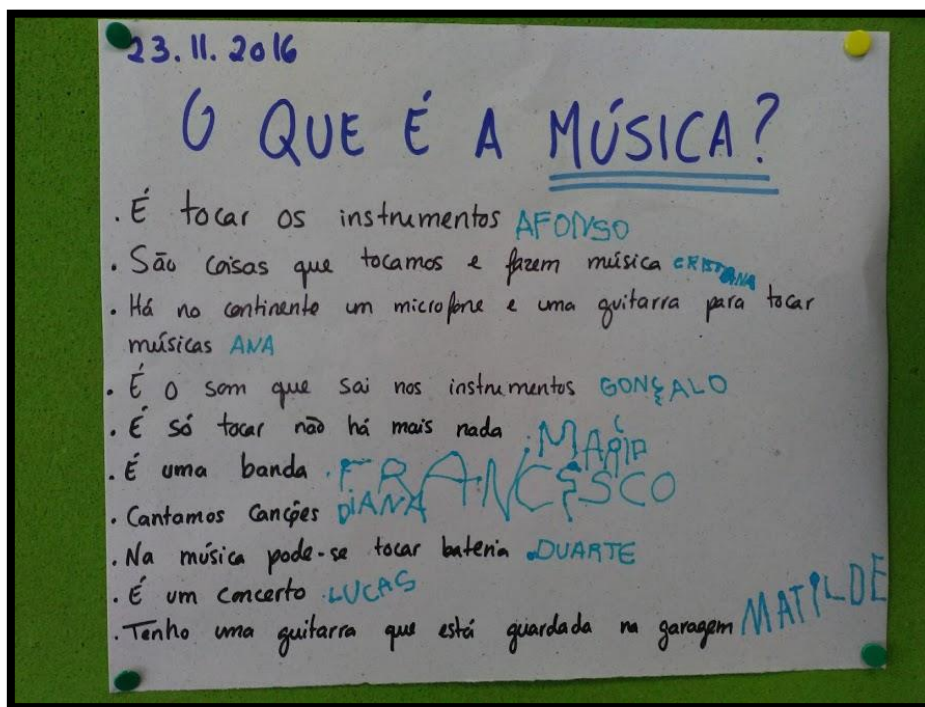 23.11.2016
O QUE É A MÚSICA?
. É tocar os instrumentos AFONSO
. São coisas que tocamos e fazem música CRISTIANA
. Há no continente um microfone e uma guitarra para tocar
músicas ANA
. É o som que sai nos instrumentos GONÇALO
. É só tocar não há mais nada . MARIA
. É uma banda . FRANCESCO
. Cantamos canções DIANA
. Na música pode-se tocar bateria . DUARTE
. É um concerto . LUCAS
. Tenho uma guitarra que está guardada na garagem MATILDE